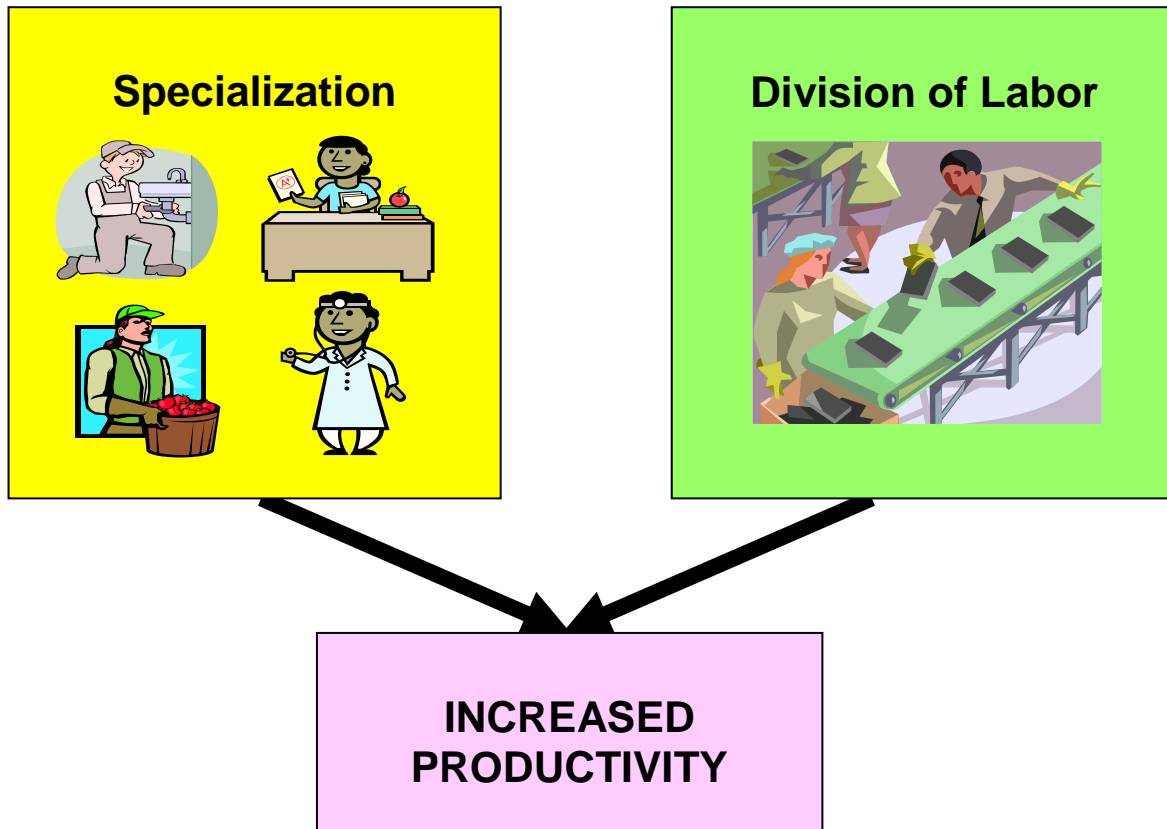 Specialization
Division of Labor
A+
INCREASED
PRODUCTIVITY